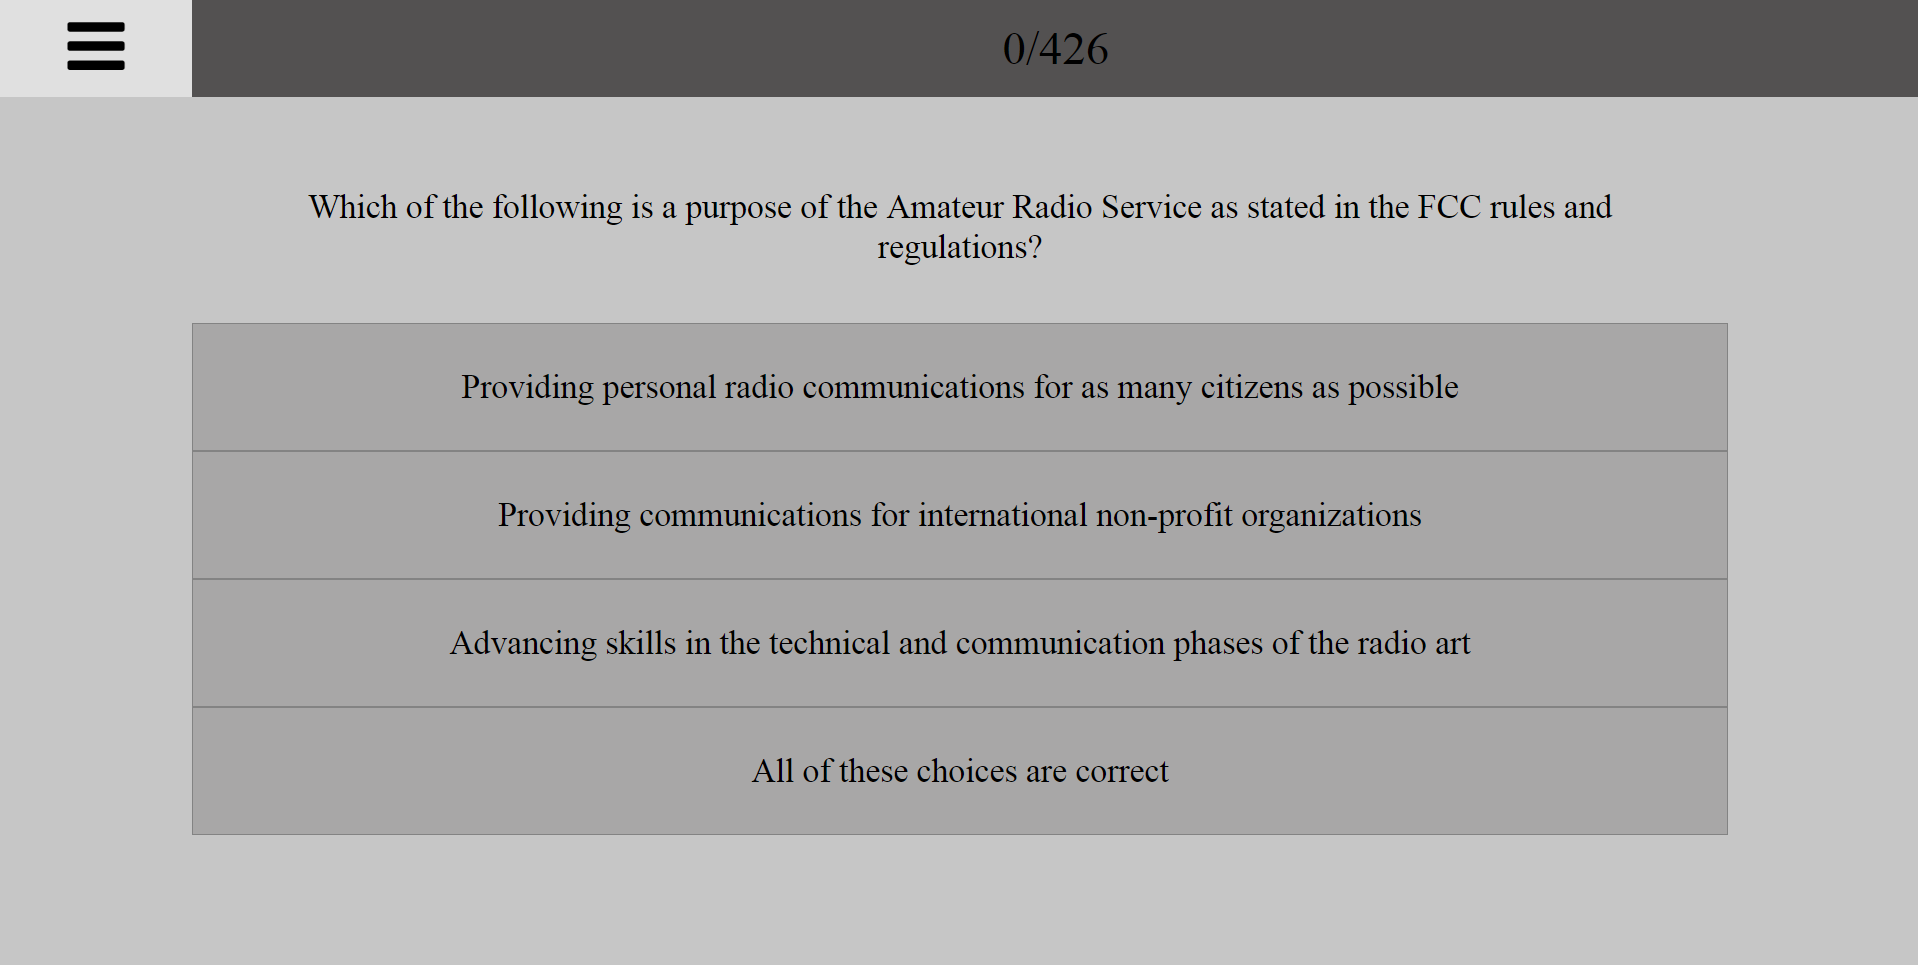 0/426
Which of the following is a purpose of the Amateur Radio Service as stated in the FCC rules and
regulations?
Providing personal radio communications for as many citizens as possible
Providing communications for international non-profit organizations
Advancing skills in the technical and communication phases of the radio art
All of these choices are correct